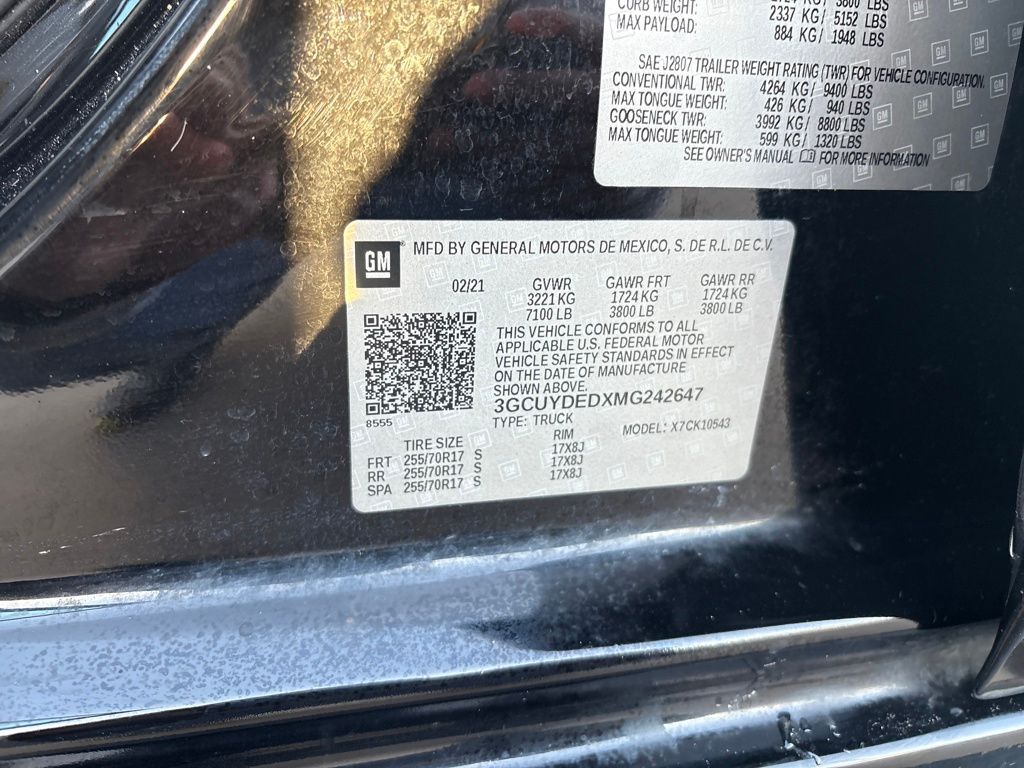 CURB WEIGHT: 2337 KG/ 5152 LBS
MAX PAYLOAD: 884 KG/ 1948 LBS
SAE J2807 TRAILER WEIGHT RATING (TWR) FOR VEHICLE CONFIGURATION.
CONVENTIONAL TWR: 4264 KG/ 9400 LBS
MAX TONGUE WEIGHT: 426 KG/ 940 LBS
GOOSENECK TWR: 3992 KG/ 8800 LBS
MAX TONGUE WEIGHT: 599 KG/ 1320 LBS
SEE OWNER'S MANUAL FOR MORE INFORMATION
GM® MFD BY GENERAL MOTORS DE MEXICO, S. DE R.L. DE C.V.
02/21 GVWR GAWR FRT GAWR RR
3221 KG 1724 KG 1724 KG
7100 LB 3800 LB 3800 LB
THIS VEHICLE CONFORMS TO ALL
APPLICABLE U.S. FEDERAL MOTOR
VEHICLE SAFETY STANDARDS IN EFFECT
ON THE DATE OF MANUFACTURE
SHOWN ABOVE.
3GCUYDEDXMG242647
8555 TYPE: TRUCK MODEL: X7CK10543
TIRE SIZE RIM
FRT 255/70R17 S 17X8J
RR 255/70R17 S 17X8J
SPA 255/70R17 S 17X8J